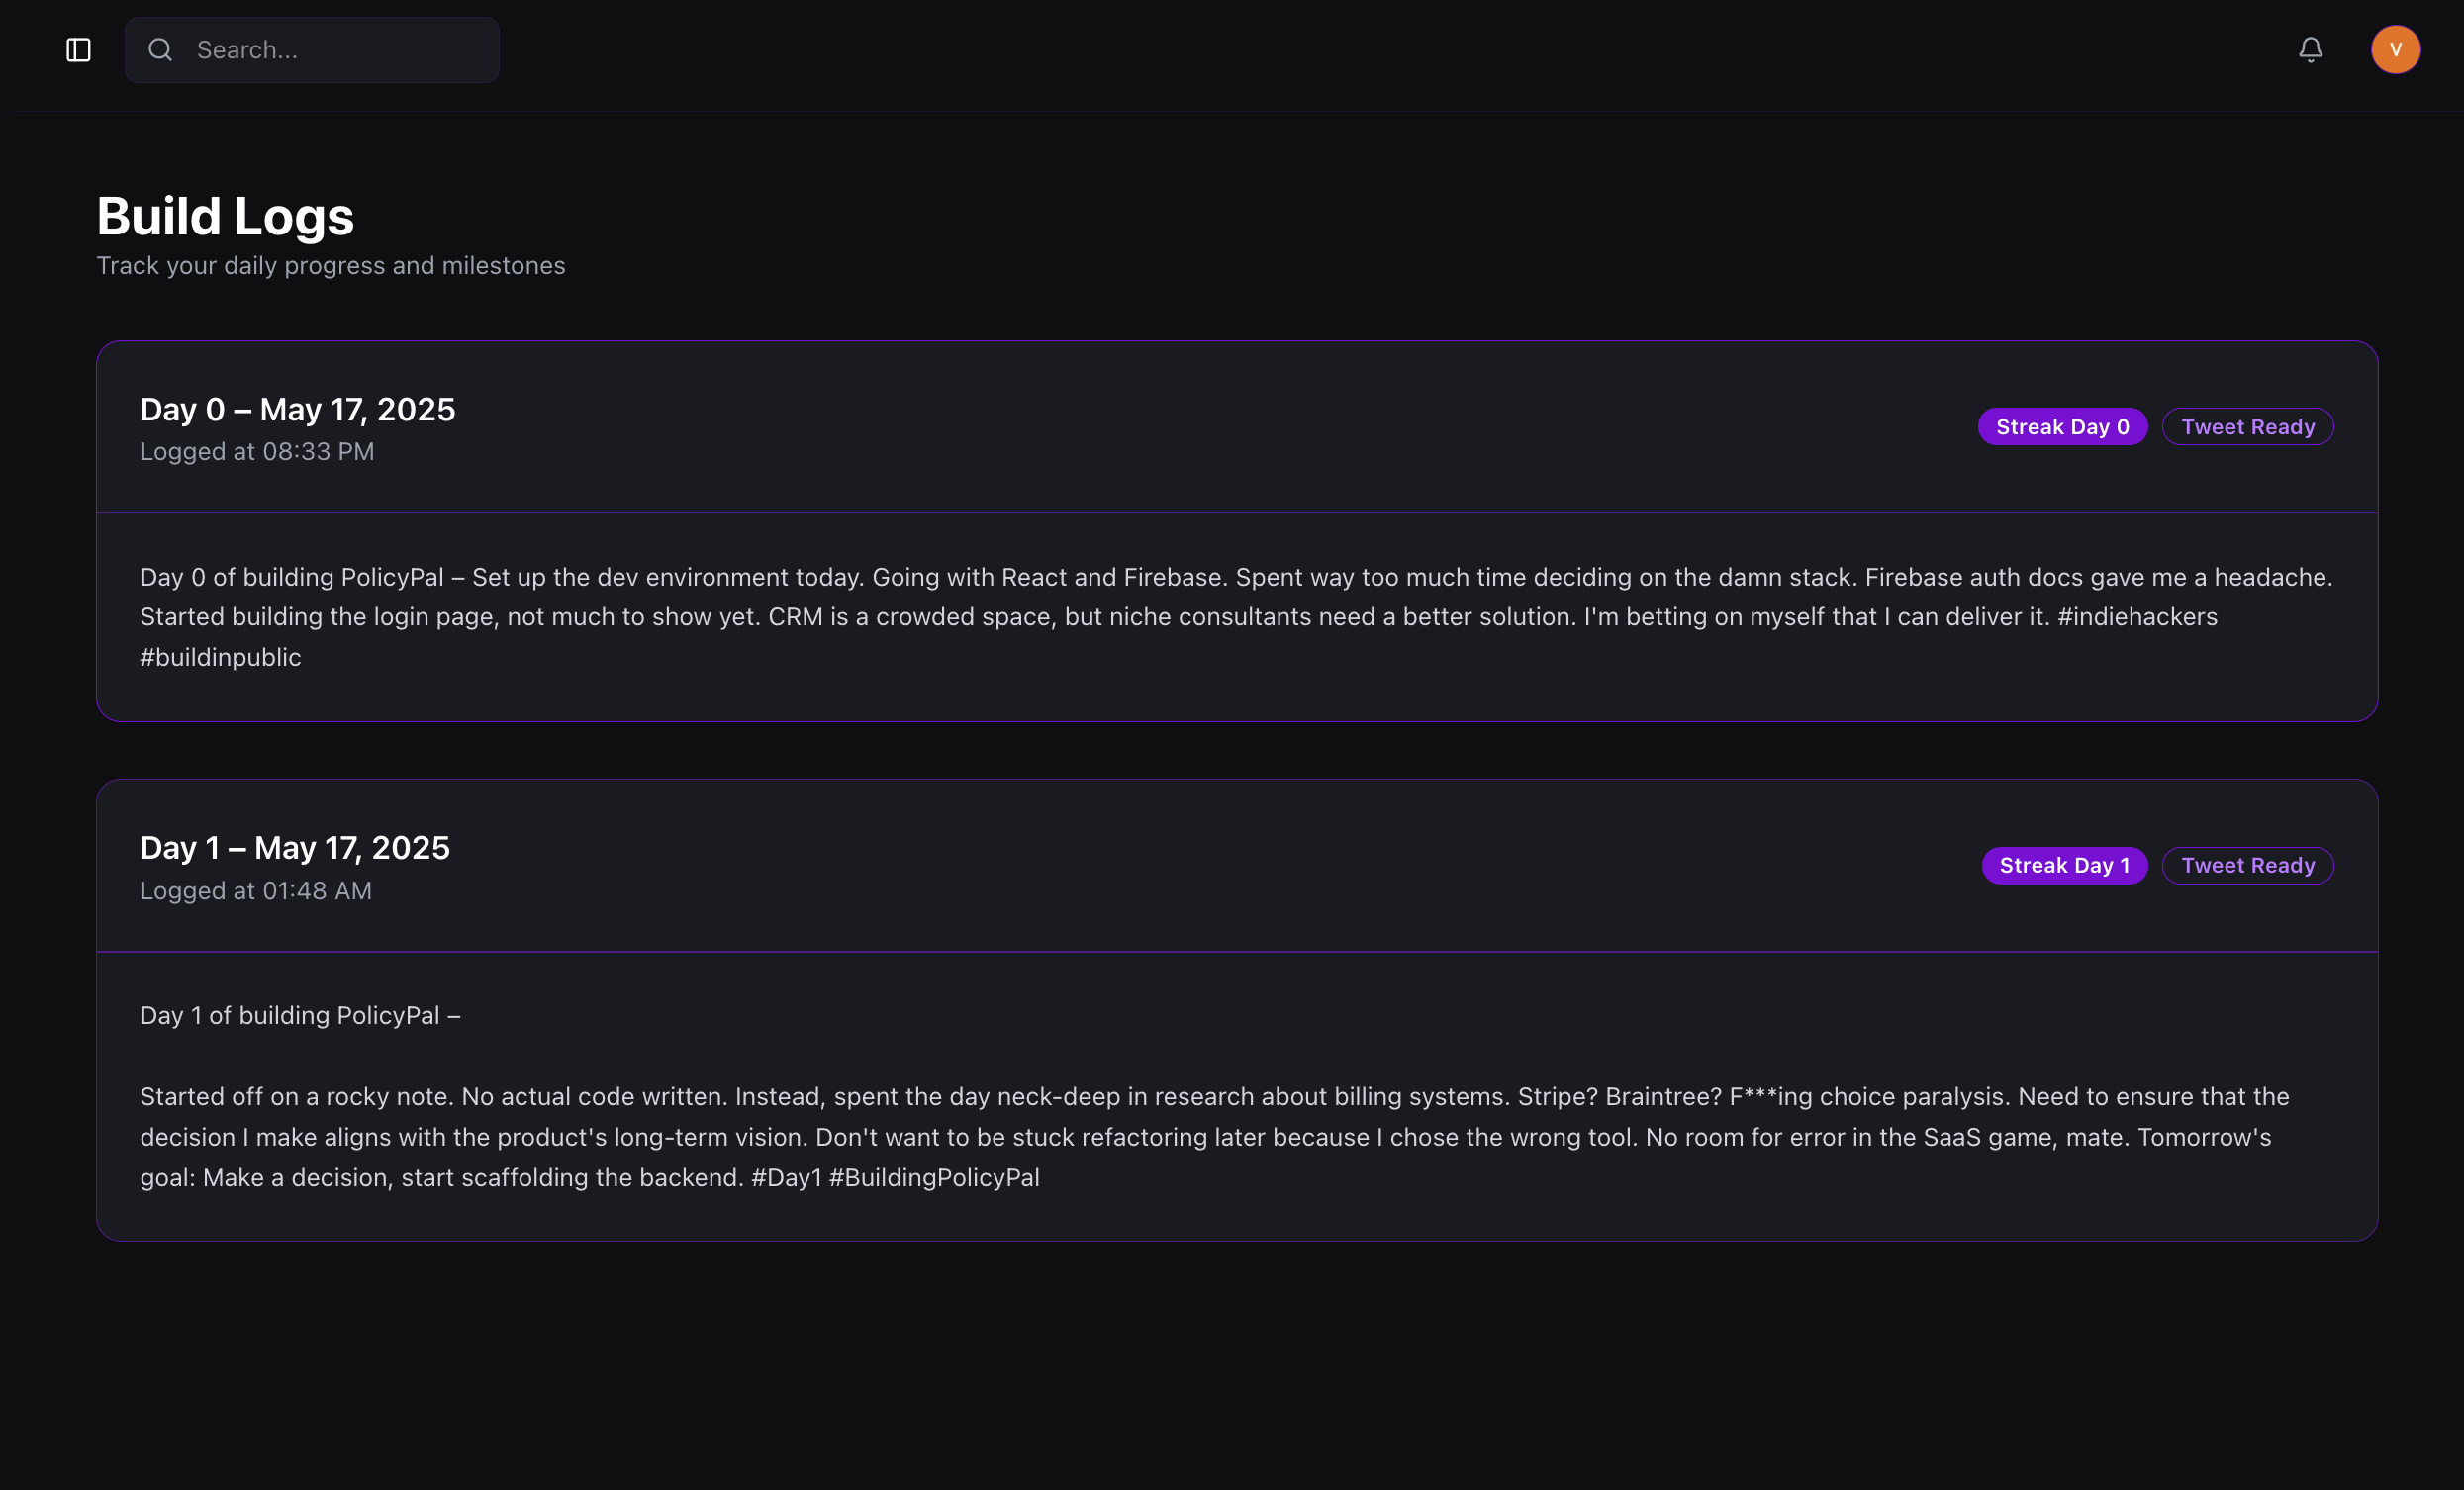 Search...
V
Build Logs
Track your daily progress and milestones
Day 0 – May 17, 2025
Logged at 08:33 PM
Streak Day 0
Tweet Ready
Day 0 of building PolicyPal – Set up the dev environment today. Going with React and Firebase. Spent way too much time deciding on the damn stack. Firebase auth docs gave me a headache.
Started building the login page, not much to show yet. CRM is a crowded space, but niche consultants need a better solution. I'm betting on myself that I can deliver it. #indiehackers
#buildinpublic
Day 1 – May 17, 2025
Logged at 01:48 AM
Streak Day 1
Tweet Ready
Day 1 of building PolicyPal –
Started off on a rocky note. No actual code written. Instead, spent the day neck-deep in research about billing systems. Stripe? Braintree? F***ing choice paralysis. Need to ensure that the
decision I make aligns with the product's long-term vision. Don't want to be stuck refactoring later because I chose the wrong tool. No room for error in the SaaS game, mate. Tomorrow's
goal: Make a decision, start scaffolding the backend. #Day1 #BuildingPolicyPal